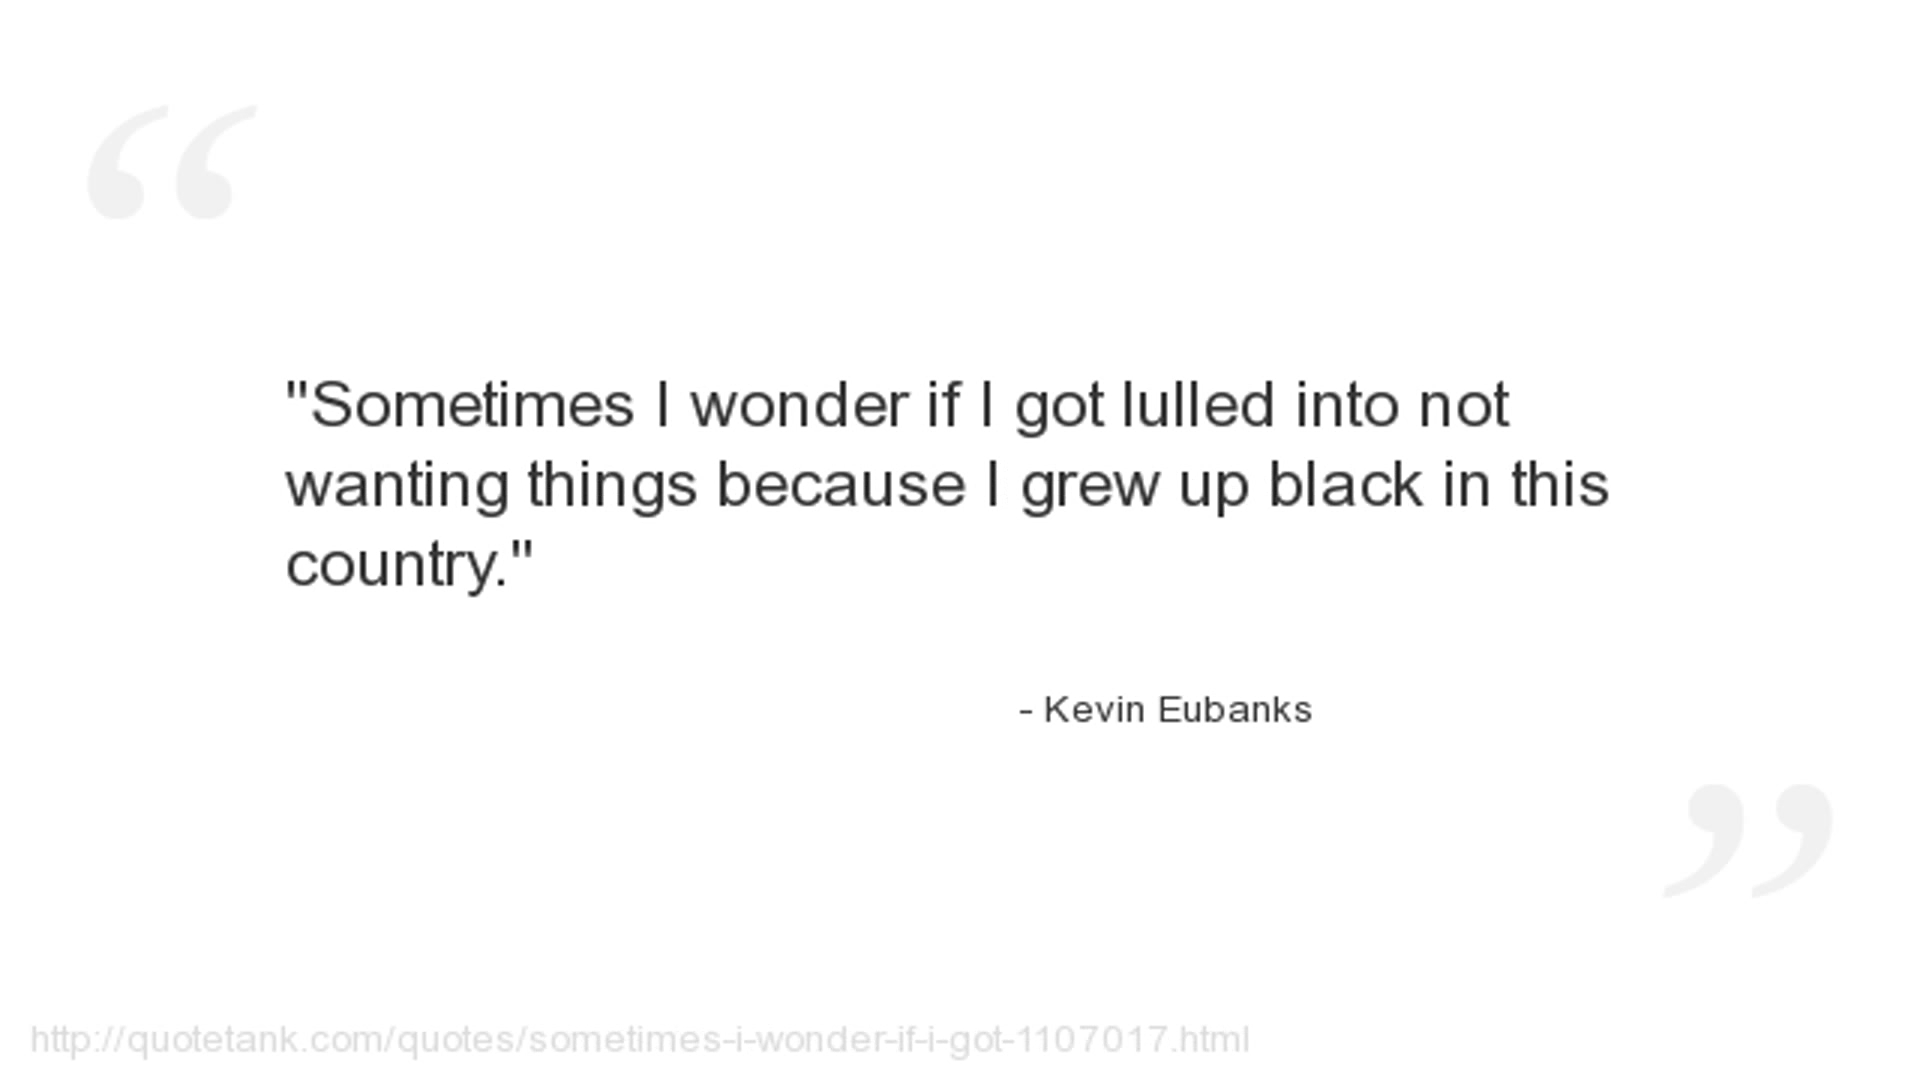 "Sometimes I wonder if I got lulled into not
wanting things because I grew up black in this
country."
- Kevin Eubanks
http://quotetank.com/quotes/sometimes-i-wonder-if-i-got-1107017.html